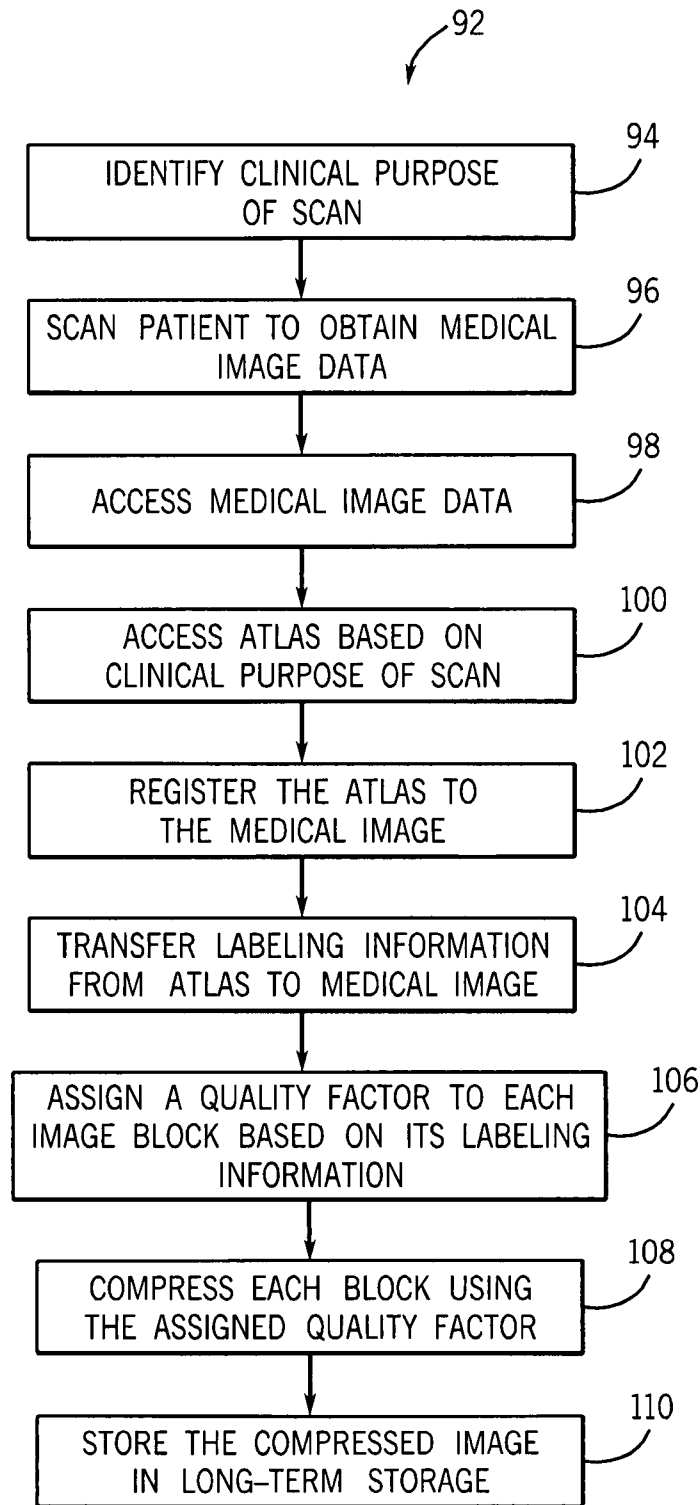 92
94
IDENTIFY CLINICAL PURPOSE
OF SCAN
96
SCAN PATIENT TO OBTAIN MEDICAL
IMAGE DATA
98
ACCESS MEDICAL IMAGE DATA
100
ACCESS ATLAS BASED ON
CLINICAL PURPOSE OF SCAN
102
REGISTER THE ATLAS TO
THE MEDICAL IMAGE
104
TRANSFER LABELING INFORMATION
FROM ATLAS TO MEDICAL IMAGE
106
ASSIGN A QUALITY FACTOR TO EACH
IMAGE BLOCK BASED ON ITS LABELING
INFORMATION
108
COMPRESS EACH BLOCK USING
THE ASSIGNED QUALITY FACTOR
110
STORE THE COMPRESSED IMAGE
IN LONG-TERM STORAGE